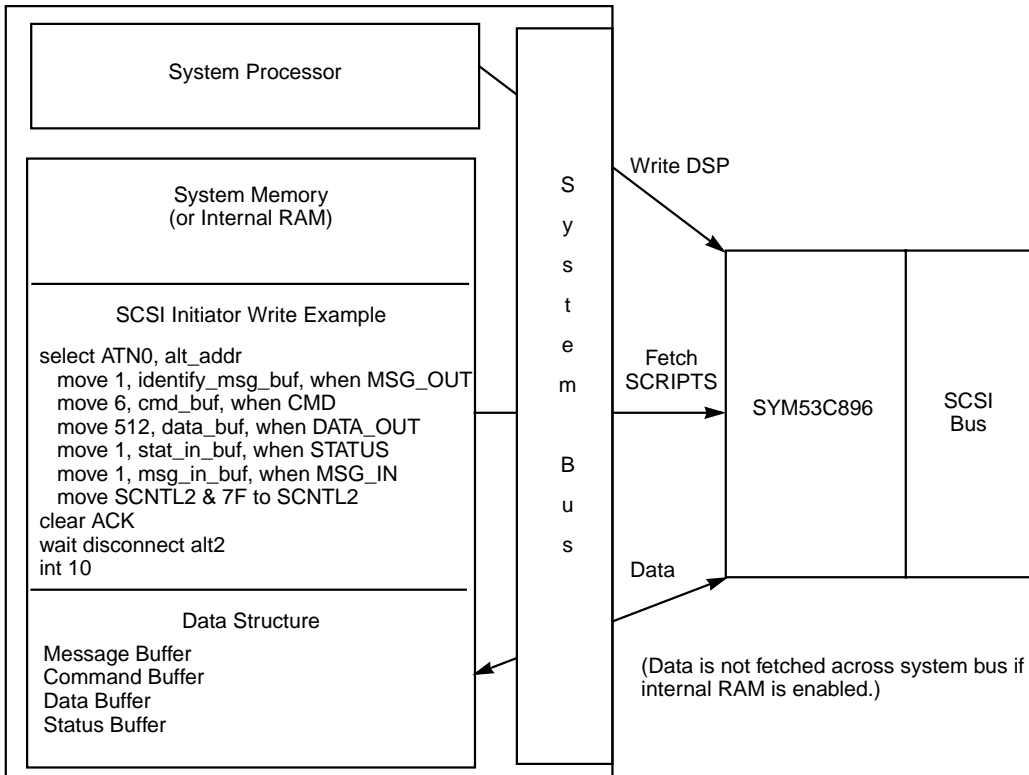 System Processor
System Memory
(or Internal RAM)
SCSI Initiator Write Example
select ATN0, alt_addr
move 1, identify_msg_buf, when MSG_OUT
move 6, cmd_buf, when CMD
move 512, data_buf, when DATA_OUT
move 1, stat_in_buf, when STATUS
move 1, msg_in_buf, when MSG_IN
move SCNTL2 & 7F to SCNTL2
clear ACK
wait disconnect alt2
int 10
Data Structure
Message Buffer
Command Buffer
Data Buffer
Status Buffer
S
y
s
t
e
m
B
u
s
Write DSP
Fetch
SCRIPTS
Data
SYM53C896
SCSI
Bus
(Data is not fetched across system bus if
internal RAM is enabled.)